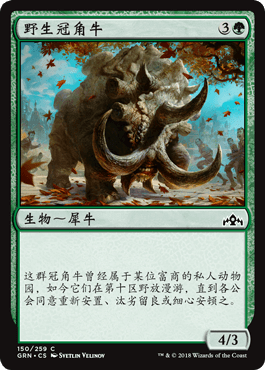 野生冠角牛 3
生物～犀牛
这群冠角牛曾经属于某位富商的私人动物
园，如今它们在第十区野放漫游，直到各公
会同意重新安置、汰劣留良或细心安顿之。
4/3
150/259 C
GRN • CS SVETLIN VELINOV
™ & © 2018 Wizards of the Coast